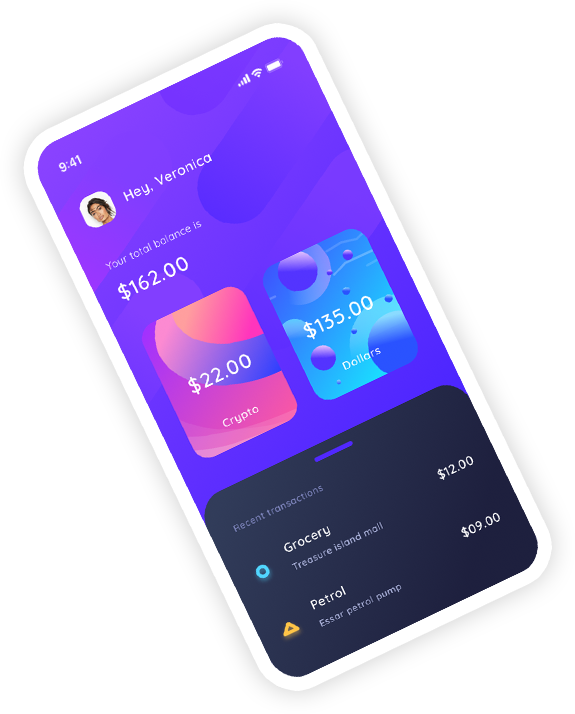 9:41
Hey, Veronica
Your total balance is
$162.00
$22.00
Crypto
$135.00
Dollars
Recent transactions
Grocery
$12.00
Treasure island mall
Petrol
$09.00
Essar petrol pump